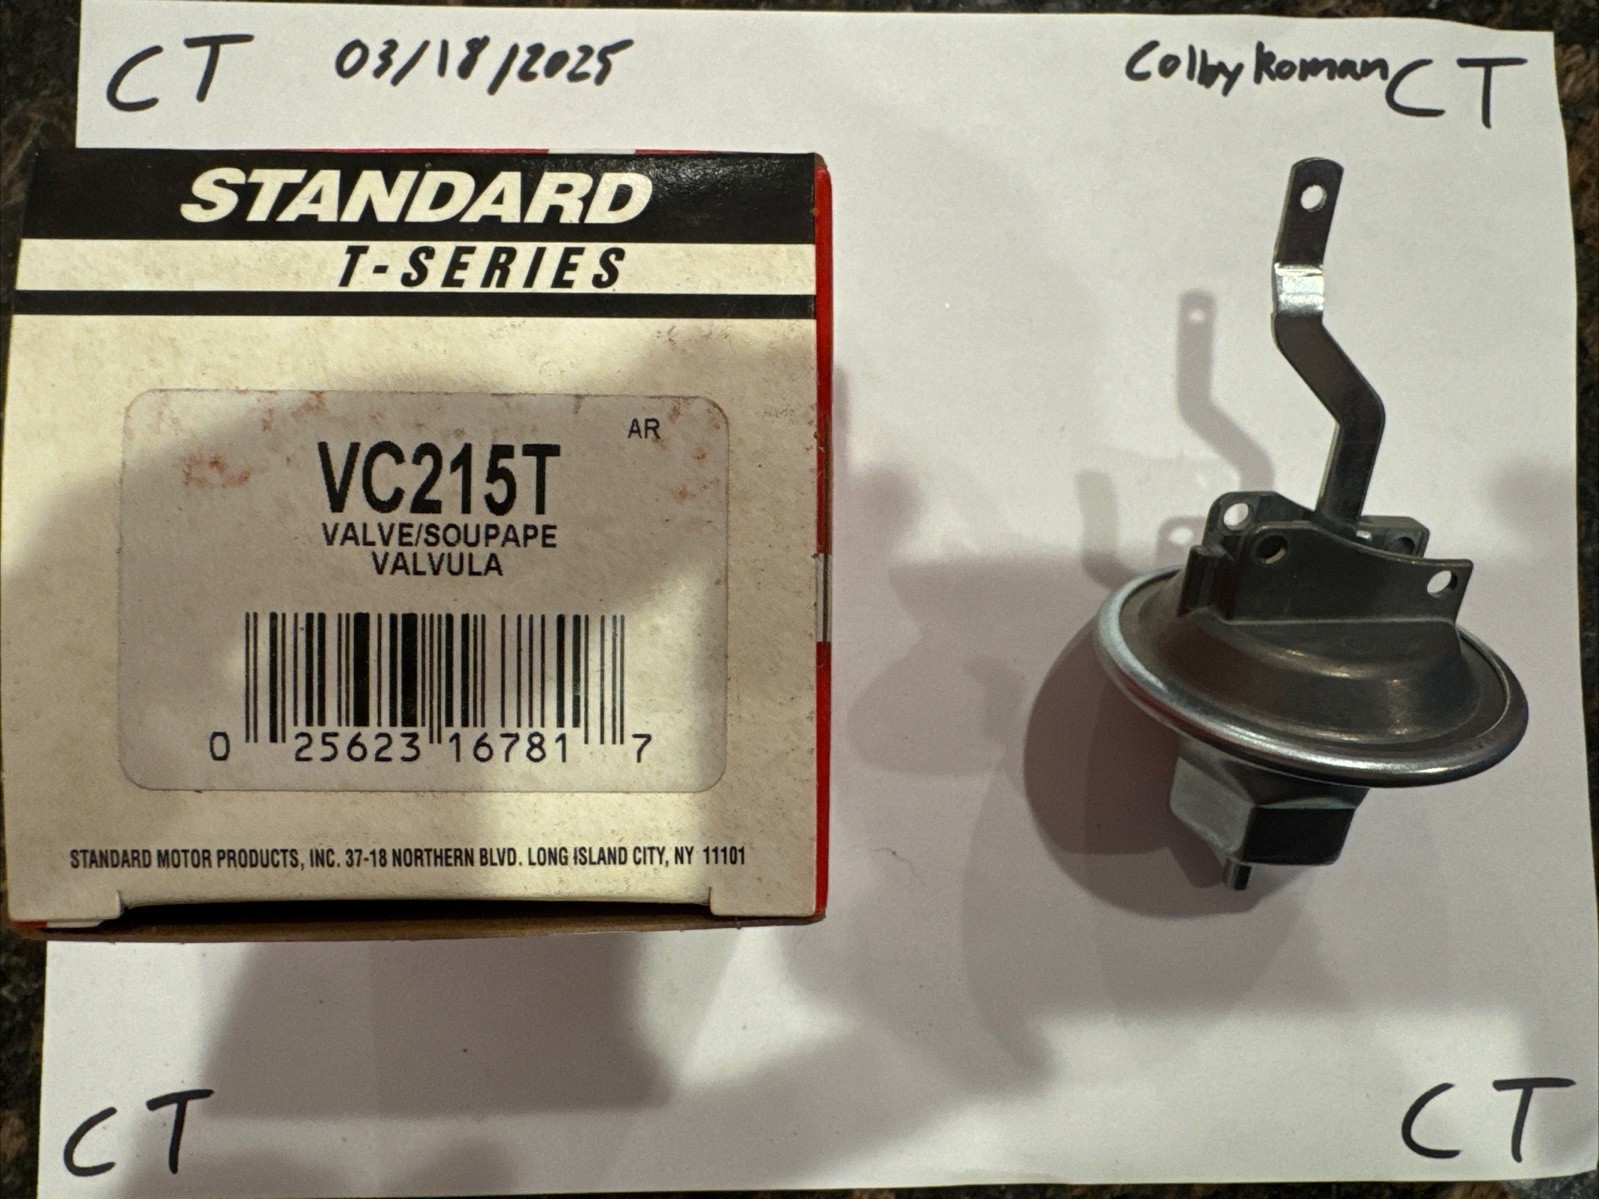 CT 03/18/2025 Colby Roman CT
STANDARD
T-SERIES
AR
VC215T
VALVE/SOUPAPE
VALVULA
0 25623 16781 7
STANDARD MOTOR PRODUCTS, INC. 37-18 NORTHERN BLVD. LONG ISLAND CITY, NY 11101
CT CT